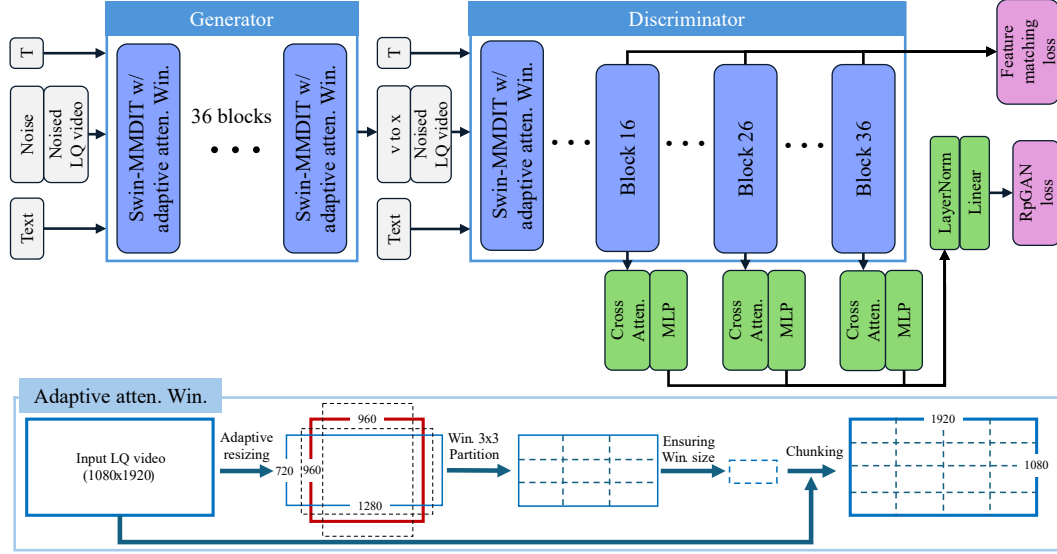 Generator
Discriminator
T
Noise
Noised
LQ video
Text
Swin-MMDIT w/
adaptive atten. Win.
36 blocks
• • •
Swin-MMDIT w/
adaptive atten. Win.
T
v to x
Noised
LQ video
Text
Swin-MMDIT w/
adaptive atten. Win.
• • •
Block 16
• • •
Block 26
• • •
Block 36
Feature
matching
loss
LayerNorm
Linear
RpGAN
loss
Cross
Atten.
MLP
Cross
Atten.
MLP
Cross
Atten.
MLP
Adaptive atten. Win.
Input LQ video
(1080x1920)
Adaptive
resizing
960
720
960
1280
Win. 3x3
Partition
Ensuring
Win. size
Chunking
1920
1080